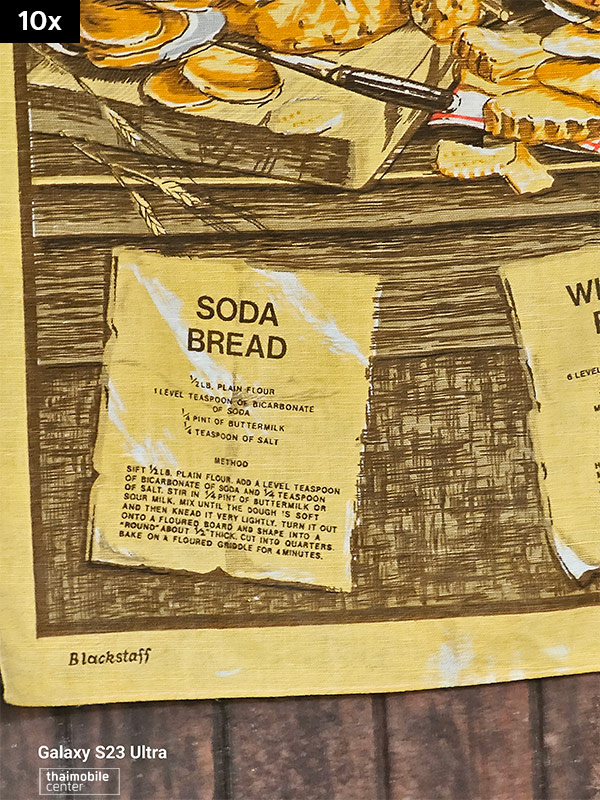 10x
SODA
BREAD
½ LB. PLAIN FLOUR
1 LEVEL TEASPOON OF BICARBONATE
OF SODA
¼ PINT OF BUTTERMILK
¼ TEASPOON OF SALT
METHOD
SIFT ½ LB. PLAIN FLOUR. ADD A LEVEL TEASPOON
OF BICARBONATE OF SODA AND ¼ TEASPOON
OF SALT. STIR IN ¼ PINT OF BUTTERMILK OR
SOUR MILK. MIX UNTIL THE DOUGH 'S SOFT
AND THEN KNEAD IT VERY LIGHTLY. TURN IT OUT
ONTO A FLOURED BOARD AND SHAPE INTO A
"ROUND" ABOUT ½" THICK. CUT INTO QUARTERS.
BAKE ON A FLOURED GRIDDLE FOR 4 MINUTES.
6 LEVEL
Blackstaff
Galaxy S23 Ultra
thaimobile
center